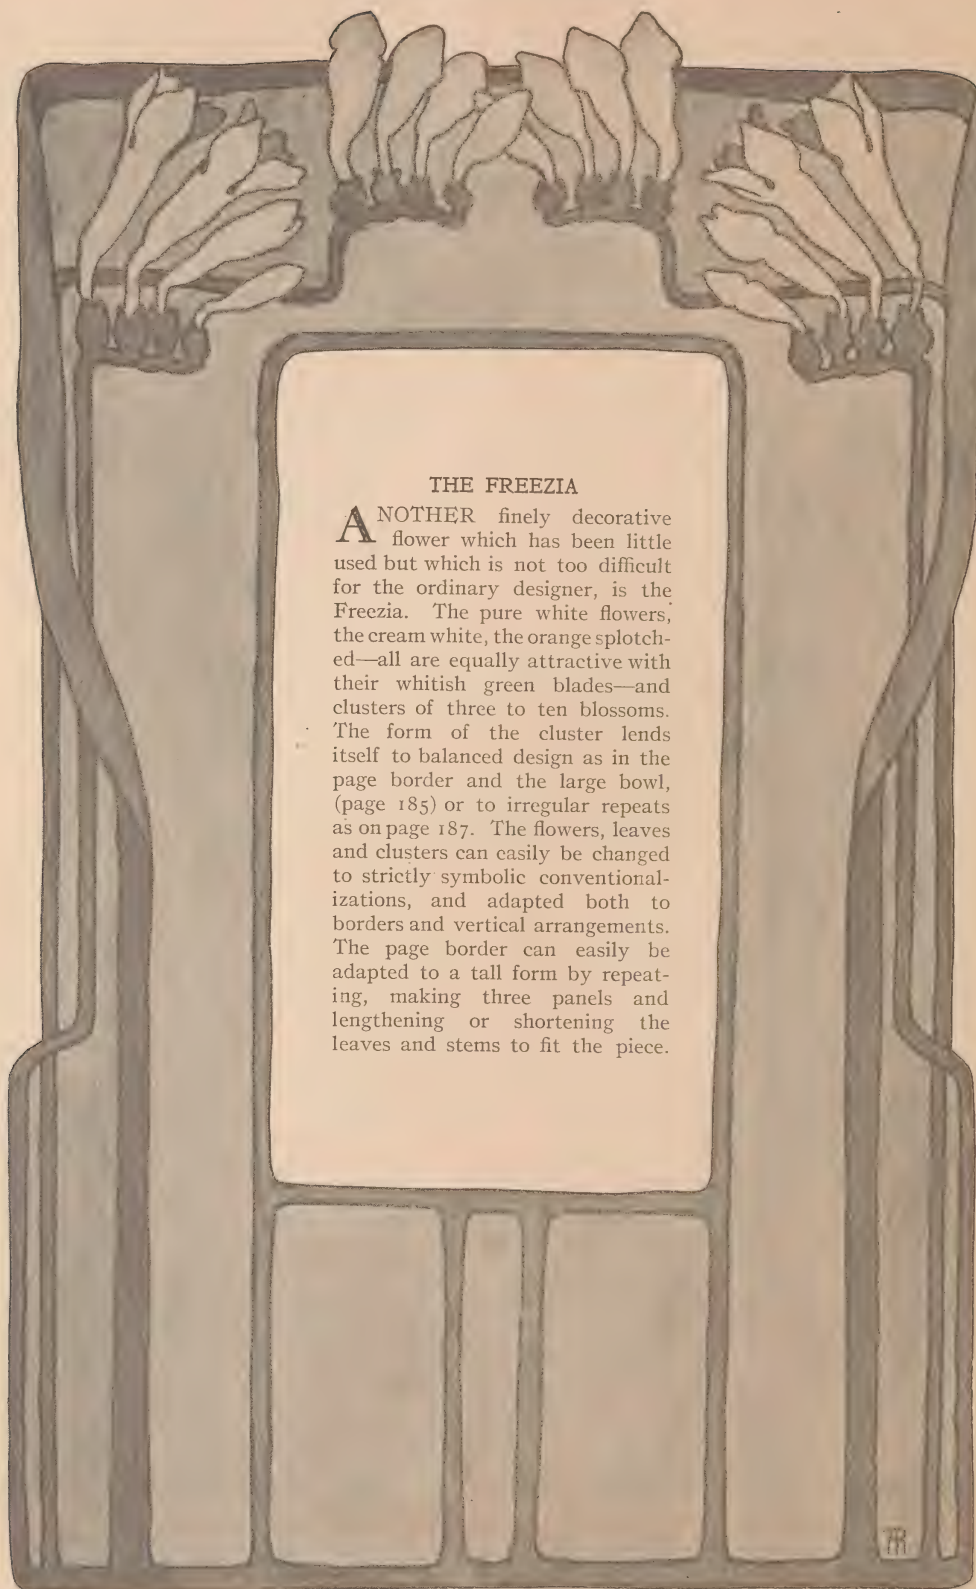 THE FREEZIA
ANOTHER finely decorative
flower which has been little
used but which is not too difficult
for the ordinary designer, is the
Freezia. The pure white flowers,
the cream white, the orange splotch-
ed—all are equally attractive with
their whitish green blades—and
clusters of three to ten blossoms.
The form of the cluster lends
itself to balanced design as in the
page border and the large bowl,
(page 185) or to irregular repeats
as on page 187. The flowers, leaves
and clusters can easily be changed
to strictly symbolic conventional-
izations, and adapted both to
borders and vertical arrangements.
The page border can easily be
adapted to a tall form by repeat-
ing, making three panels and
lengthening or shortening the
leaves and stems to fit the piece.